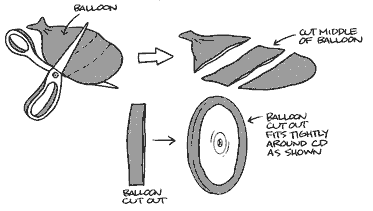 BALLOON
CUT MIDDLE
OF BALLOON
BALLOON
CUT OUT
BALLOON
CUT OUT
FITS TIGHTLY
AROUND CD
AS SHOWN